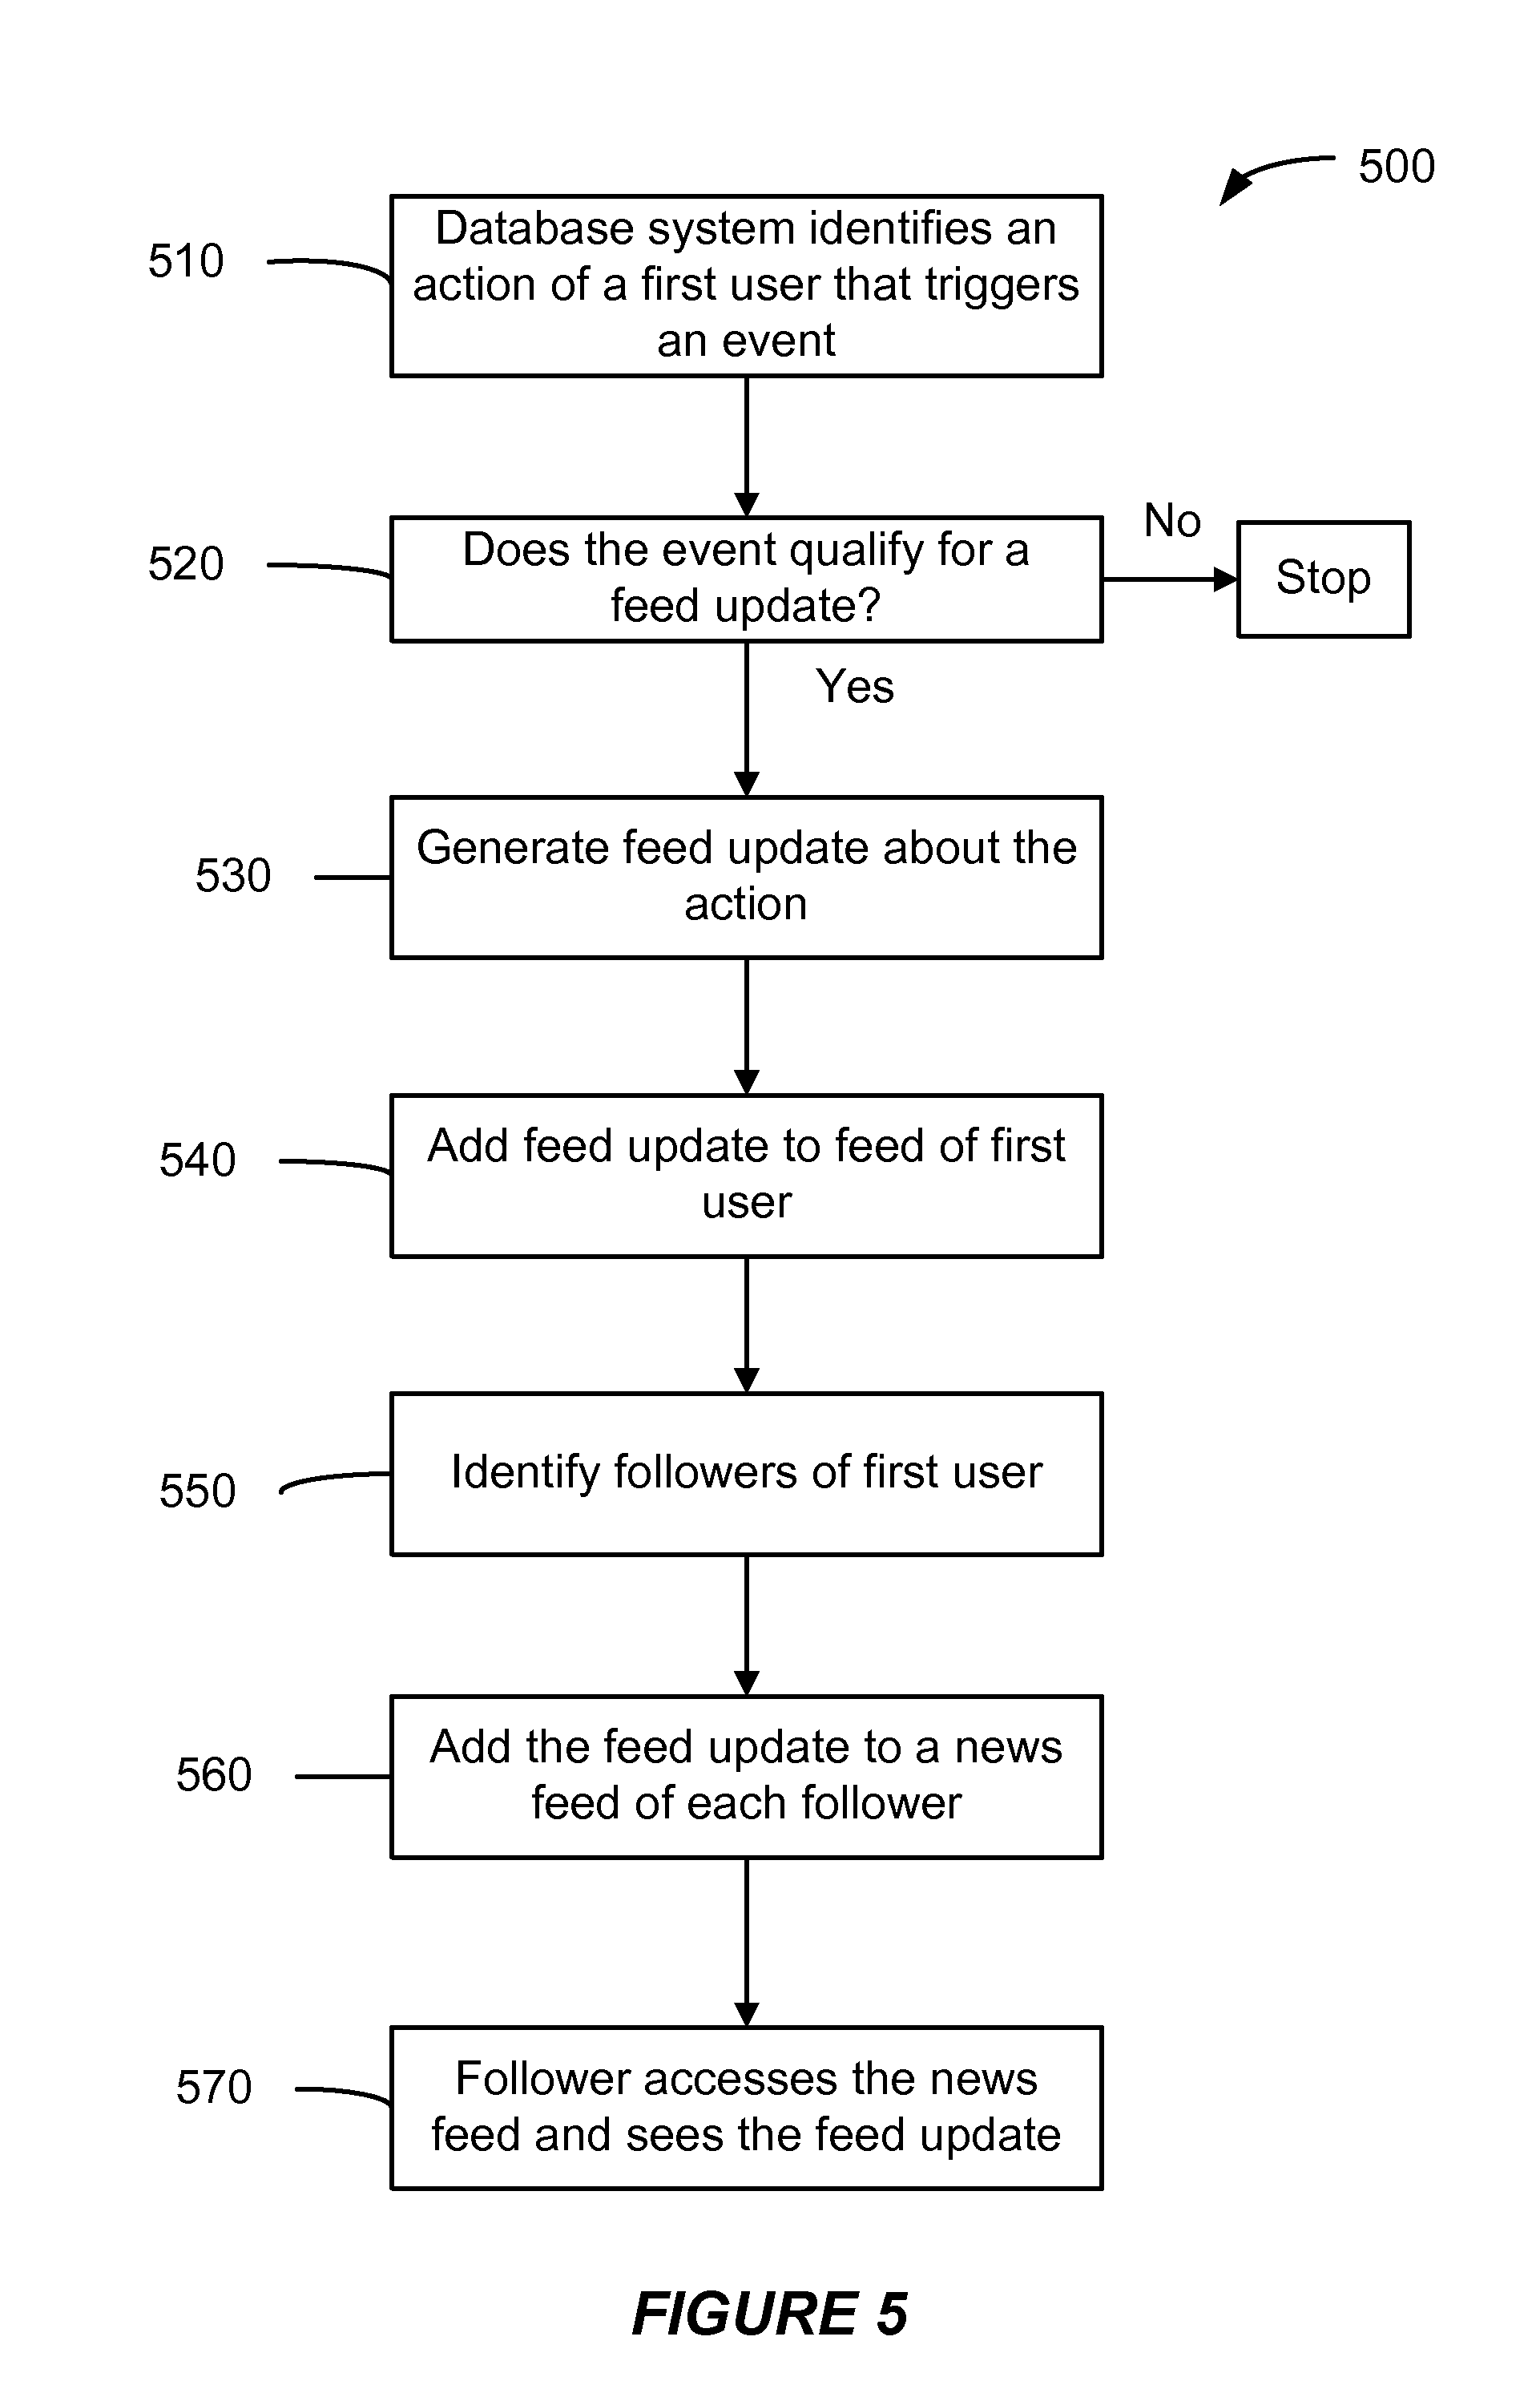 500
510
Database system identifies an
action of a first user that triggers
an event
520
Does the event qualify for a
feed update?
No
Stop
Yes
530
Generate feed update about the
action
540
Add feed update to feed of first
user
550
Identify followers of first user
560
Add the feed update to a news
feed of each follower
570
Follower accesses the news
feed and sees the feed update
FIGURE 5